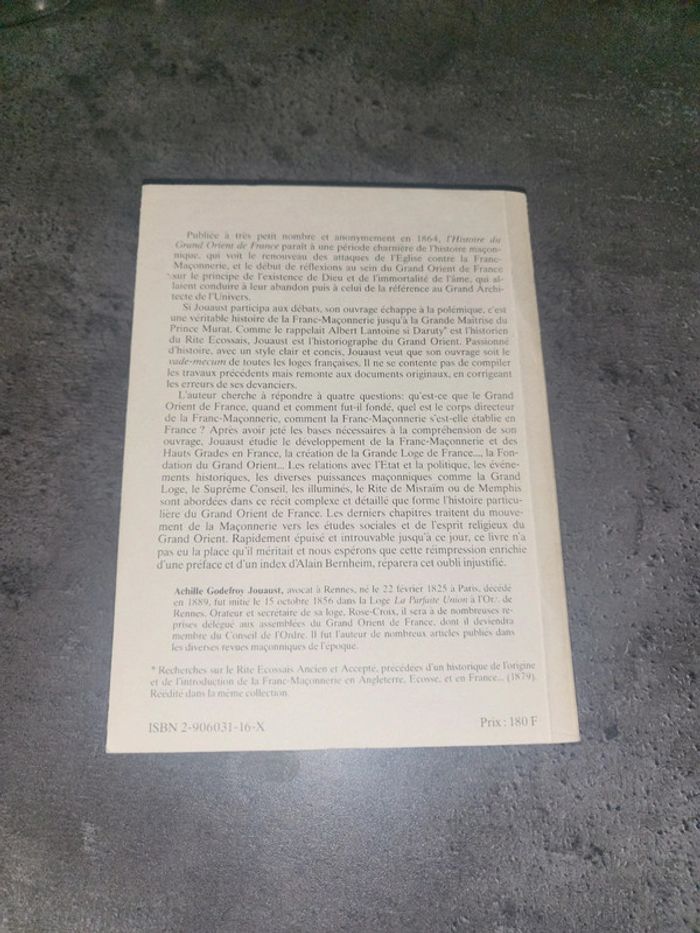 Publiée à très petit nombre et anonymement en 1864, l'Histoire du
Grand Orient de France paraît à une période charnière de l'histoire maçon-
nique, qui voit le renouveau des attaques de l'Eglise contre la Franc-
Maçonnerie, et le début de réflexions au sein du Grand Orient de France
sur le principe de l'existence de Dieu et de l'immortalité de l'âme, qui al-
laient conduire à leur abandon puis à celui de la référence au Grand Archi-
tecte de l'Univers.
Si Jouaust participa aux débats, son ouvrage échappe à la polémique, c'est
une véritable histoire de la Franc-Maçonnerie jusqu'à la Grande Maîtrise du
Prince Murat. Comme le rappelait Albert Lantoine si Daruty* est l'historien
du Rite Ecossais, Jouaust est l'historiographe du Grand Orient. Passionné
d'histoire, avec un style clair et concis, Jouaust veut que son ouvrage soit le
vade-mecum de toutes les loges françaises. Il ne se contente pas de compiler
les travaux précédents mais remonte aux documents originaux, en corrigeant
les erreurs de ses devanciers.
L'auteur cherche à répondre à quatre questions: qu'est-ce que le Grand
Orient de France, quand et comment fut-il fondé, quel est le corps directeur
de la Franc-Maçonnerie, comment la Franc-Maçonnerie s'est-elle établie en
France ? Après avoir jeté les bases nécessaires à la compréhension de son
ouvrage, Jouaust étudie le développement de la Franc-Maçonnerie et des
Hauts Grades en France, la création de la Grande Loge de France..., la Fon-
dation du Grand Orient... Les relations avec l'Etat et la politique, les événe-
ments historiques, les diverses puissances maçonniques comme la Grand
Loge, le Suprême Conseil, les illuminés, le Rite de Misraïm ou de Memphis
sont abordées dans ce récit complexe et détaillé que forme l'histoire particu-
lière du Grand Orient de France. Les derniers chapitres traitent du mouve-
ment de la Maçonnerie vers les études sociales et de l'esprit religieux du
Grand Orient. Rapidement épuisé et introuvable jusqu'à ce jour, ce livre n'a
pas eu la place qu'il méritait et nous espérons que cette réimpression enrichie
d'une préface et d'un index d'Alain Bernheim, réparera cet oubli injustifié.
Achille Godefroy Jouaust, avocat à Rennes, né le 22 février 1825 à Paris, décédé
en 1889, fut initié le 15 octobre 1856 dans la Loge La Parfaite Union à l'Or.. de
Rennes. Orateur et secrétaire de sa loge, Rose-Croix, il sera à de nombreuses re-
prises délégué aux assemblées du Grand Orient de France, dont il deviendra
membre du Conseil de l'Ordre. Il fut l'auteur de nombreux articles publiés dans
les diverses revues maçonniques de l'époque.
* Recherches sur le Rite Ecossais Ancien et Accepté, précédées d'un historique de l'origine
et de l'introduction de la Franc-Maçonnerie en Angleterre, Ecosse, et en France... (1879).
Réédité dans la même collection.
ISBN 2-906031-16-X
Prix : 180 F